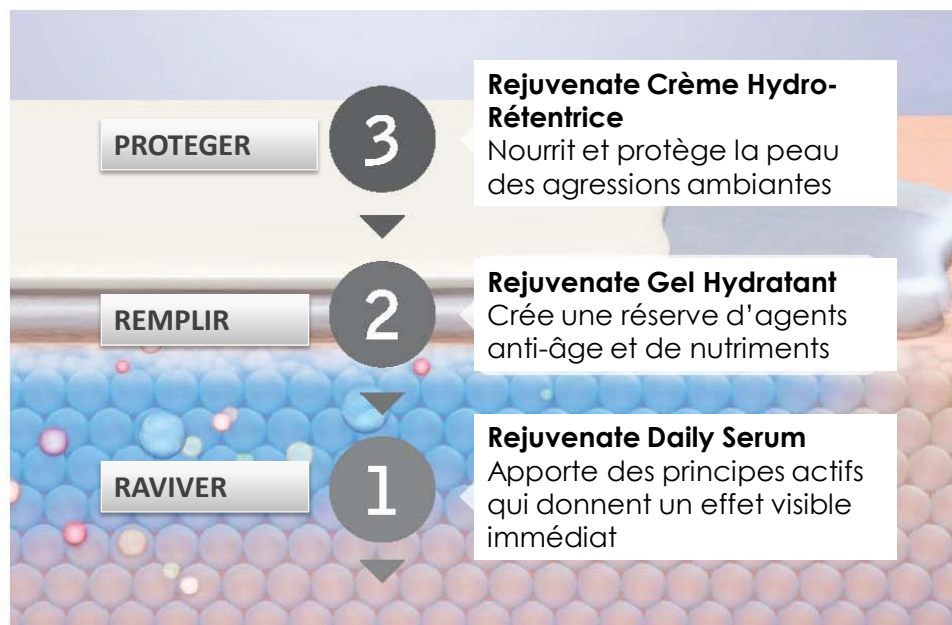 PROTEGER
3
Rejuvenate Crème Hydro-
Rétentrice
Nourrit et protège la peau
des agressions ambiantes
REMPLIR
2
Rejuvenate Gel Hydratant
Crée une réserve d’agents
anti-âge et de nutriments
RAVIVER
1
Rejuvenate Daily Serum
Apporte des principes actifs
qui donnent un effet visible
immédiat